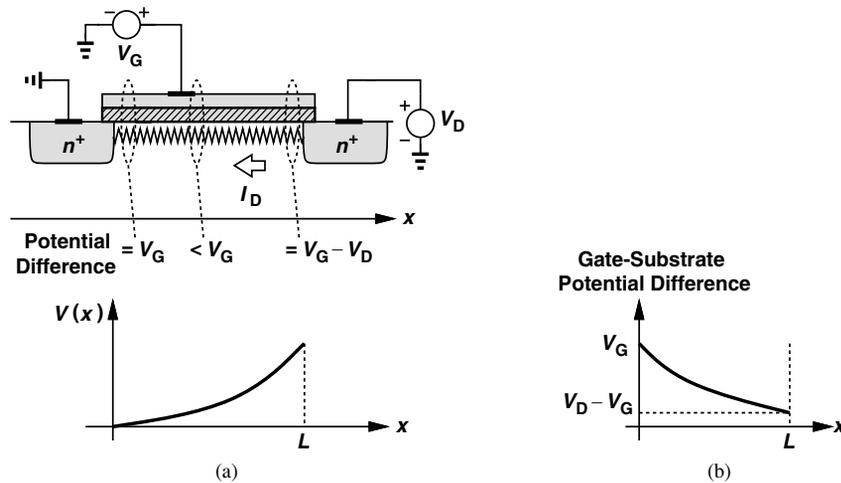 − +
V_G
+
V_D
−
n+
n+
I_D
x
Potential
Difference
= V_G
< V_G
= V_G − V_D
V(x)
L
x
(a)
Gate-Substrate
Potential Difference
V_G
V_D − V_G
L
x
(b)